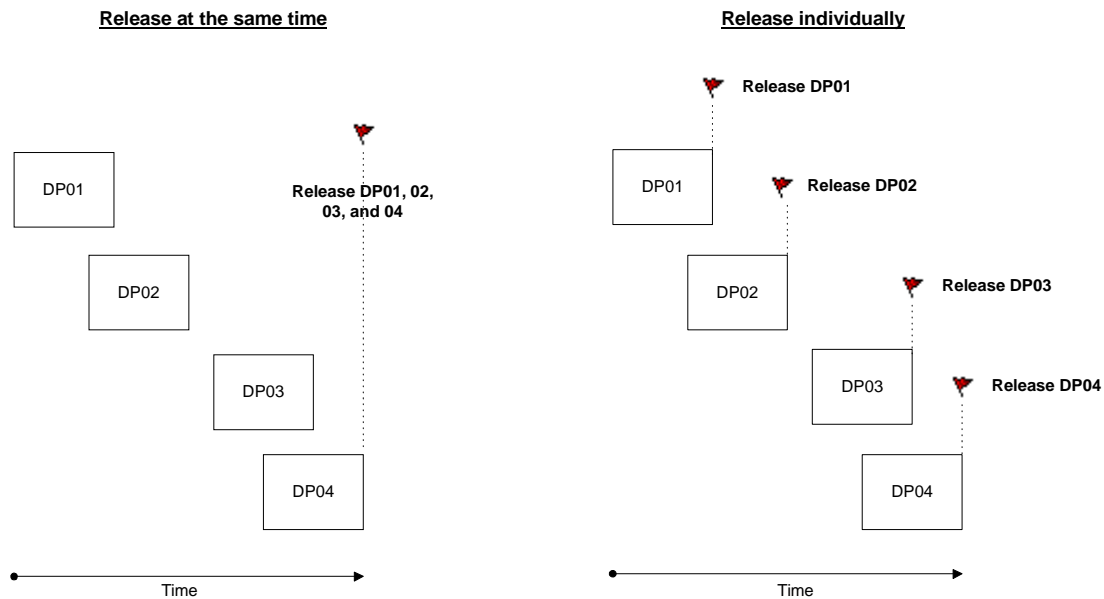 Release at the same time
DP01
Release DP01, 02,
03, and 04
DP02
DP03
DP04
Time
Release individually
Release DP01
DP01
Release DP02
DP02
Release DP03
DP03
Release DP04
DP04
Time